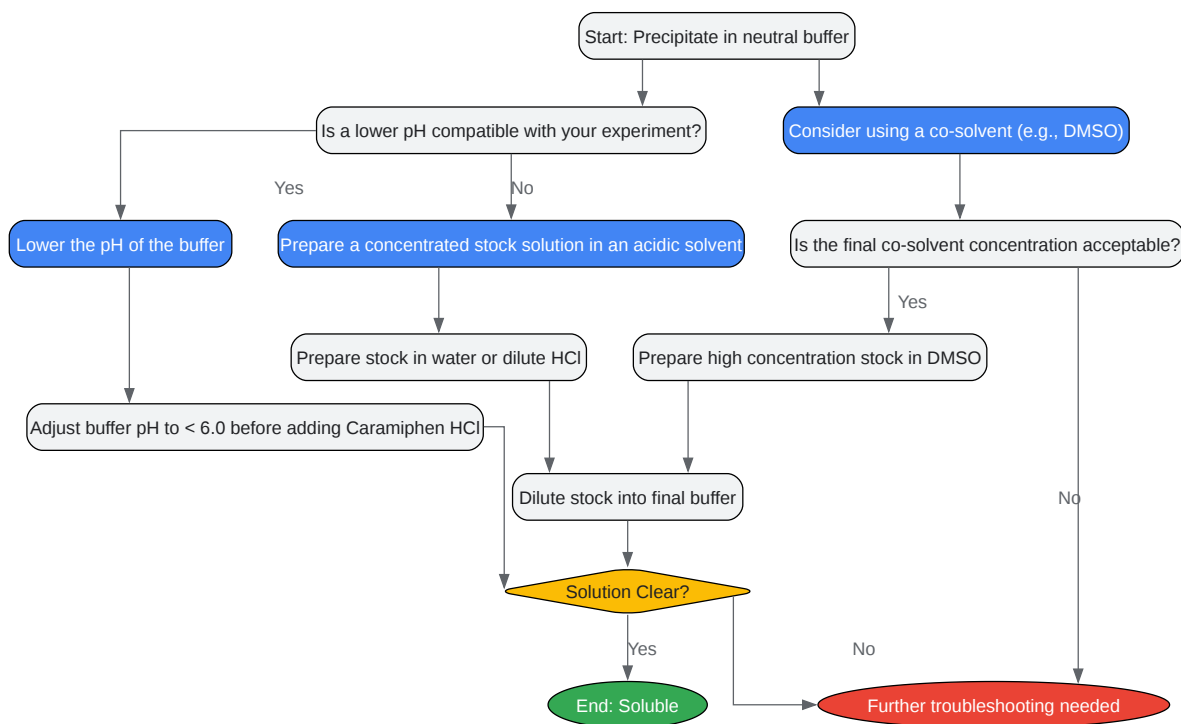 Start: Precipitate in neutral buffer
Is a lower pH compatible with your experiment?
Consider using a co-solvent (e.g., DMSO)
Yes
No
Lower the pH of the buffer
Prepare a concentrated stock solution in an acidic solvent
Is the final co-solvent concentration acceptable?
Yes
Prepare stock in water or dilute HCl
Prepare high concentration stock in DMSO
Adjust buffer pH to < 6.0 before adding Caramiphen HCl
Dilute stock into final buffer
No
Solution Clear?
Yes
No
End: Soluble
Further troubleshooting needed